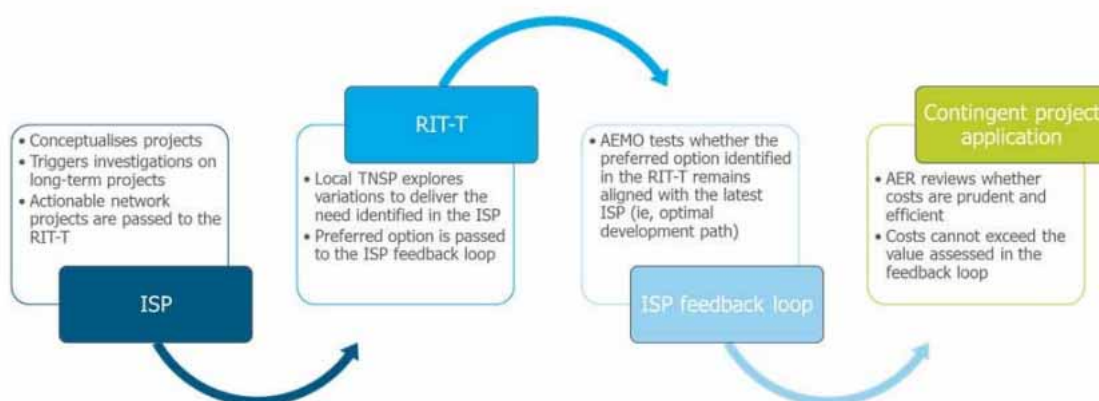 • Conceptualises projects
• Triggers investigations on
long-term projects
• Actionable network
projects are passed to the
RIT-T
ISP
RIT-T
• Local TNSP explores
variations to deliver the
need identified in the ISP
• Preferred option is passed
to the ISP feedback loop
• AEMO tests whether the
preferred option identified
in the RIT-T remains
aligned with the latest
ISP (ie, optimal
development path)
ISP feedback loop
Contingent project
application
• AER reviews whether
costs are prudent and
efficient
• Costs cannot exceed the
value assessed in the
feedback loop